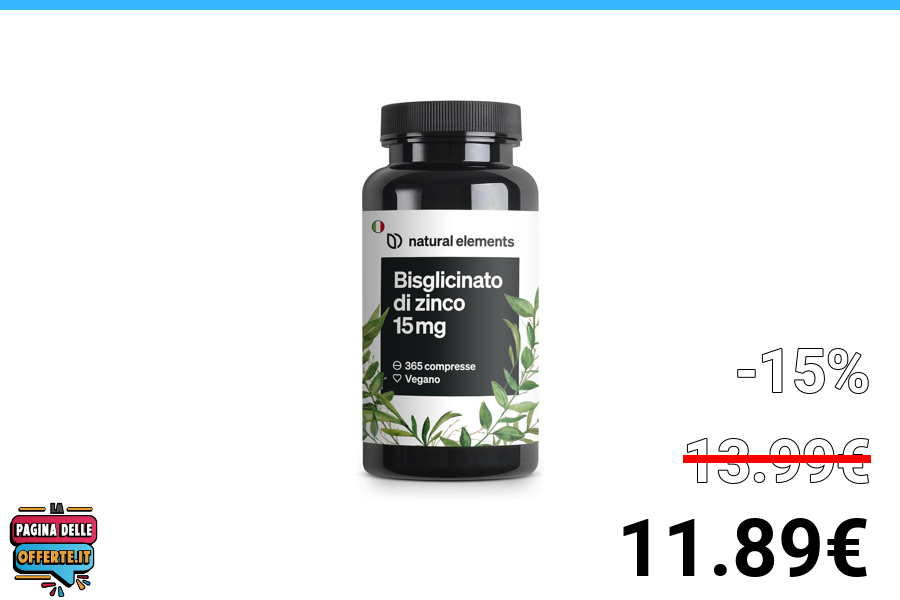 natural elements
Bisglicinato
di zinco
15mg
365 compresse
Vegano
-15%
13.99€
11.89€
LA
PAGINA DELLE
OFFERTE.IT